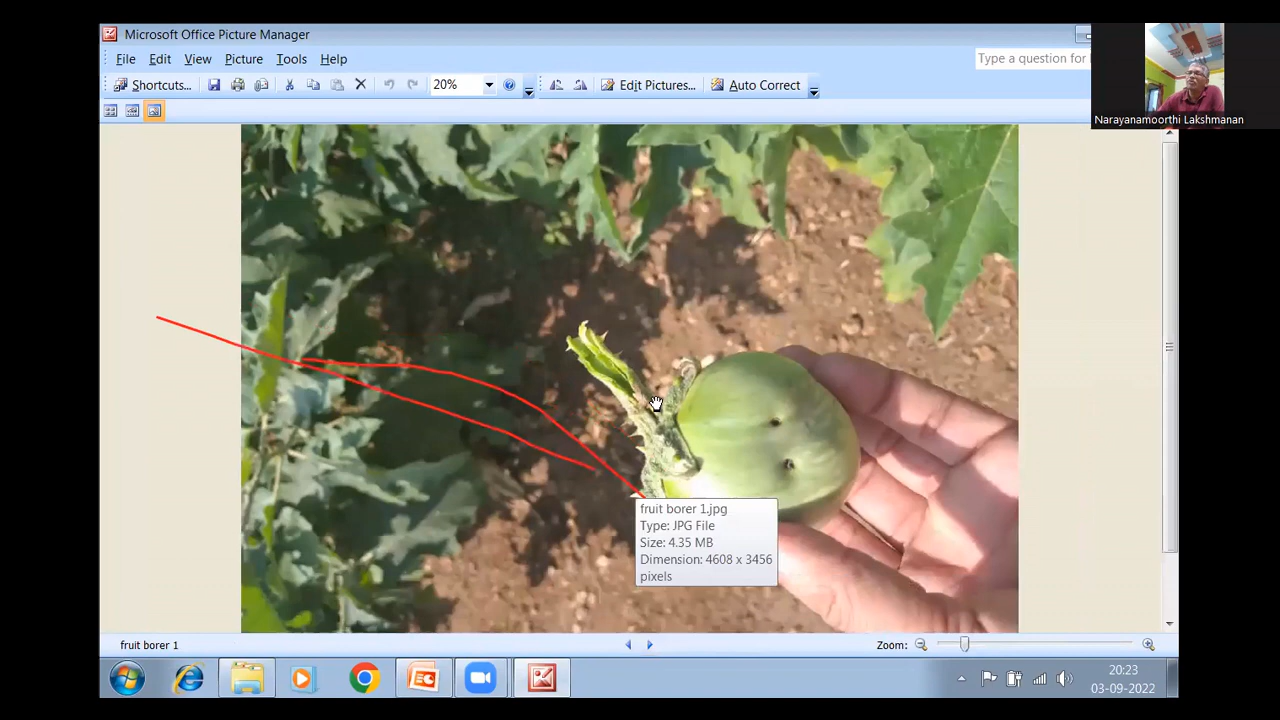 Microsoft Office Picture Manager
File Edit View Picture Tools Help
Type a question for
Shortcuts... 20% Edit Pictures... Auto Correct
Narayanamoorthi Lakshmanan
fruit borer 1.jpg
Type: JPG File
Size: 4.35 MB
Dimension: 4608 x 3456
pixels
fruit borer 1
Zoom:
20:23
03-09-2022